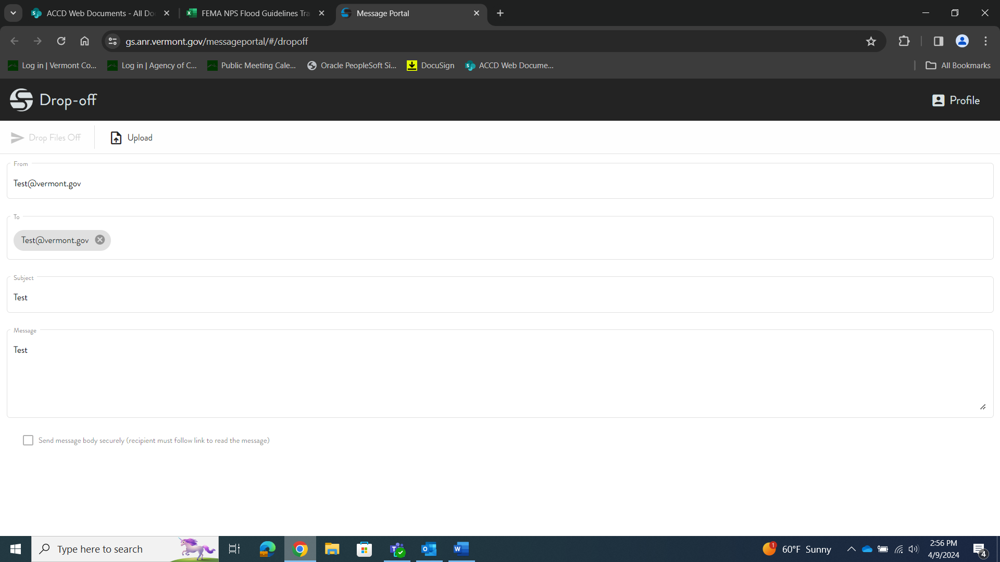 ACCD Web Documents - All Do
FEMA NPS Flood Guidelines Tra
Message Portal
gs.anr.vermont.gov/messageportal/#/dropoff
Log in | Vermont Co...
Log in | Agency of C...
Public Meeting Cale...
Oracle PeopleSoft Si...
DocuSign
ACCD Web Docume...
All Bookmarks
Drop-off
Profile
Drop Files Off
Upload
From
Test@vermont.gov
To
Test@vermont.gov
Subject
Test
Message
Test
Send message body securely (recipient must follow link to read the message)
Type here to search
1
60°F Sunny
2:56 PM
4/9/2024
4